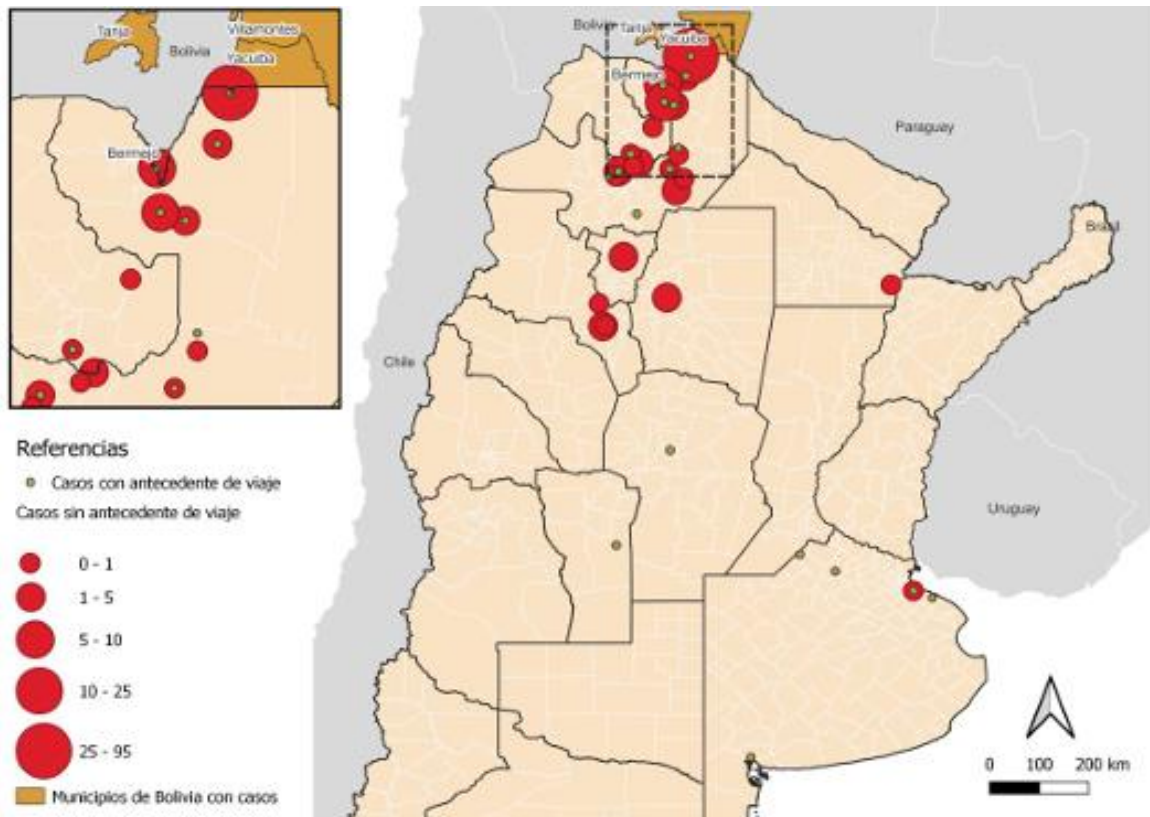 Tarija
Villamontes
Bolivia
Yacuiba
Bermejo
Referencias
Casos con antecedente de viaje
Casos sin antecedente de viaje
0 - 1
1 - 5
5 - 10
10 - 25
25 - 95
Municipios de Bolivia con casos
Bolivia
Tarija
Yacuiba
Bermejo
Paraguay
Brasil
Chile
Uruguay
0 100 200 km